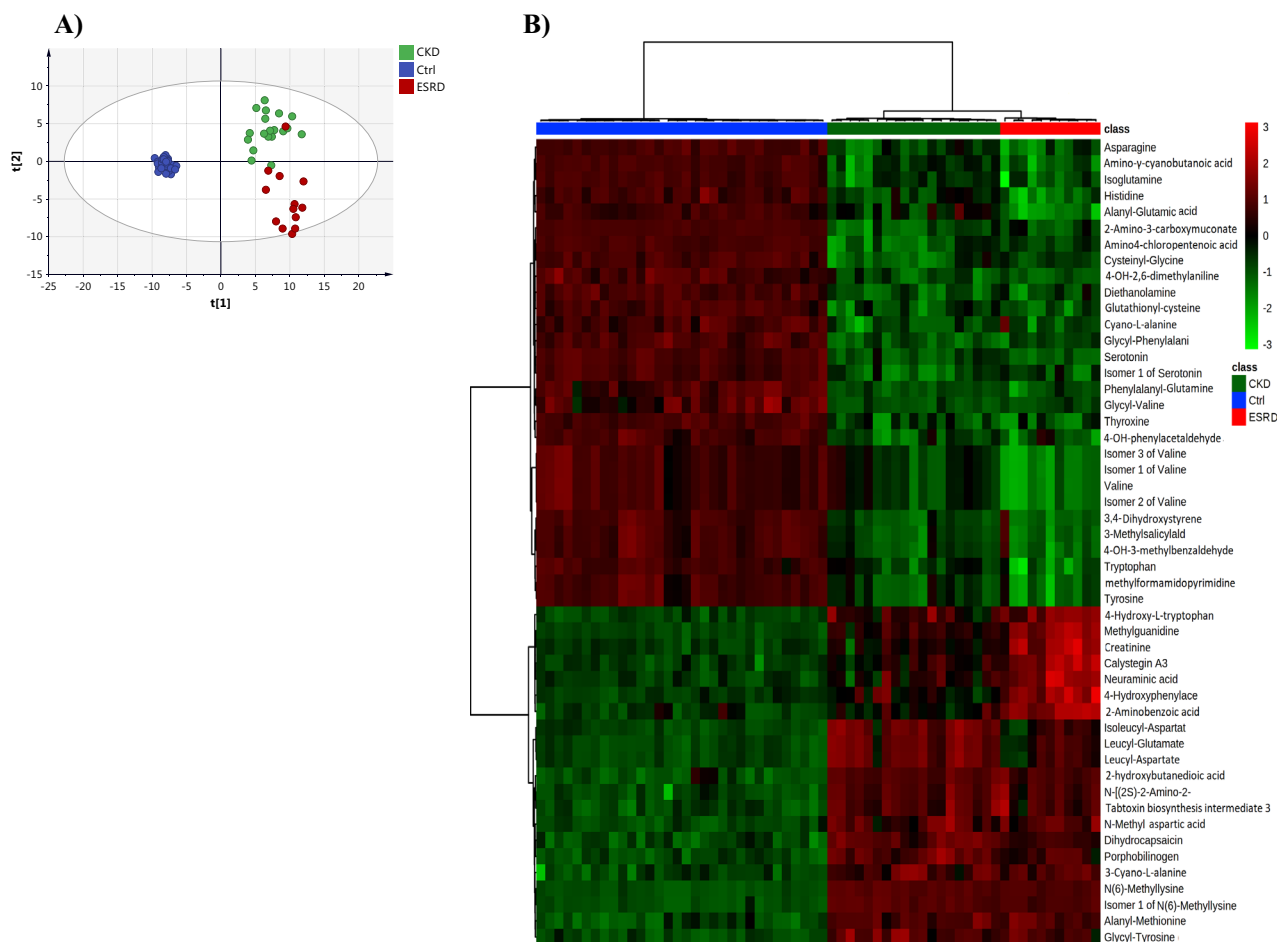 A)
B)
CKD
Ctrl
ESRD
t[2]
10
5
0
-5
-10
-15
-25 -20 -15 -10 -5 0 5 10 15 20
t[1]
class
3
2
1
0
-1
-2
-3
class
CKD
Ctrl
ESRD
Asparagine
Amino-γ-cyanobutanoic acid
Isoglutamine
Histidine
Alanyl-Glutamic acid
2-Amino-3-carboxymuconate
Amino4-chloropentenoic acid
Cysteinyl-Glycine
4-OH-2,6-dimethylaniline
Diethanolamine
Glutathionyl-cysteine
Cyano-L-alanine
Glycyl-Phenylalani
Serotonin
Isomer 1 of Serotonin
Phenylalanyl-Glutamine
Glycyl-Valine
Thyroxine
4-OH-phenylacetaldehyde
Isomer 3 of Valine
Isomer 1 of Valine
Valine
Isomer 2 of Valine
3,4-Dihydroxystyrene
3-Methylsalicylald
4-OH-3-methylbenzaldehyde
Tryptophan
methylformamidopyrimidine
Tyrosine
4-Hydroxy-L-tryptophan
Methylguanidine
Creatinine
Calystegin A3
Neuraminic acid
4-Hydroxyphenylace
2-Aminobenzoic acid
Isoleucyl-Aspartat
Leucyl-Glutamate
Leucyl-Aspartate
2-hydroxybutanedioic acid
N-[(2S)-2-Amino-2-
Tabtoxin biosynthesis intermediate 3
N-Methyl aspartic acid
Dihydrocapsaicin
Porphobilinogen
3-Cyano-L-alanine
N(6)-Methyllysine
Isomer 1 of N(6)-Methyllysine
Alanyl-Methionine
Glycyl-Tyrosine